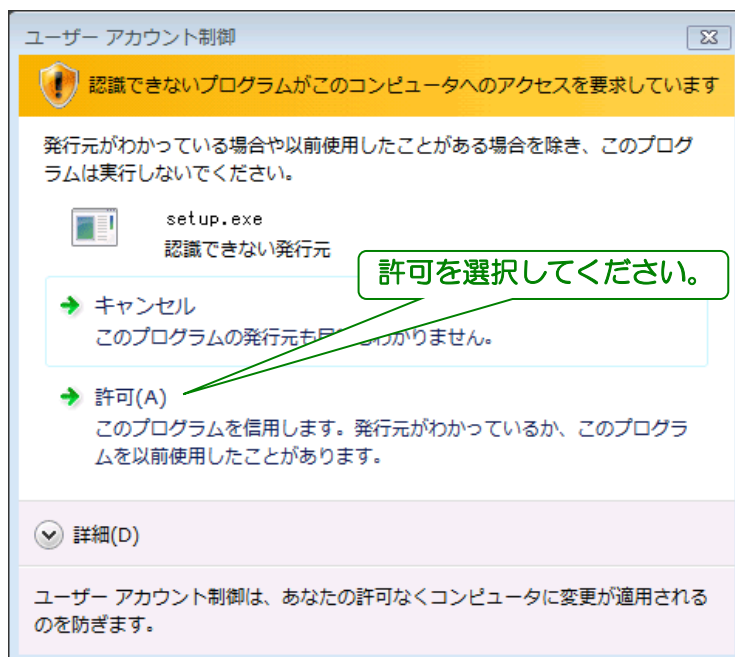 ユーザー アカウント制御
認識できないプログラムがこのコンピュータへのアクセスを要求しています
発行元がわかっている場合や以前使用したことがある場合を除き、このプログ
ラムは実行しないでください。
setup.exe
認識できない発行元
許可を選択してください。
キャンセル
このプログラムの発行元も わかりません。
許可(A)
このプログラムを信用します。発行元がわかっているか、このプログラ
ムを以前使用したことがあります。
詳細(D)
ユーザー アカウント制御は、あなたの許可なくコンピュータに変更が適用される
のを防ぎます。